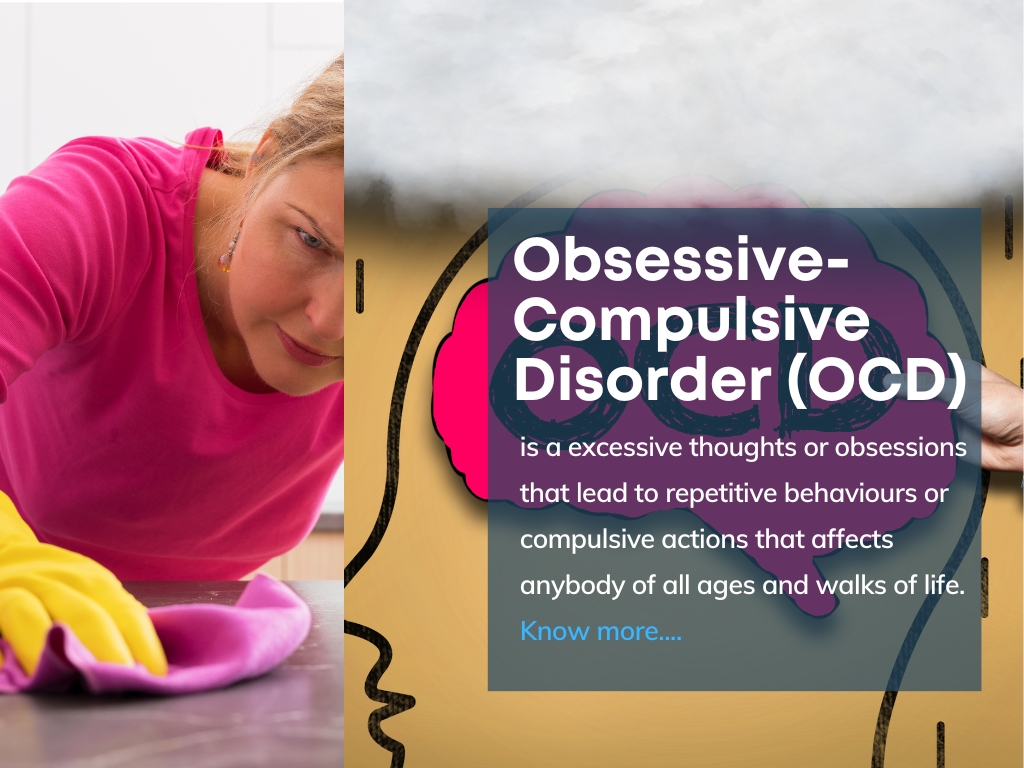 Obsessive-
Compulsive
Disorder (OCD)
OCD
is a excessive thoughts or obsessions
that lead to repetitive behaviours or
compulsive actions that affects
anybody of all ages and walks of life.
Know more....